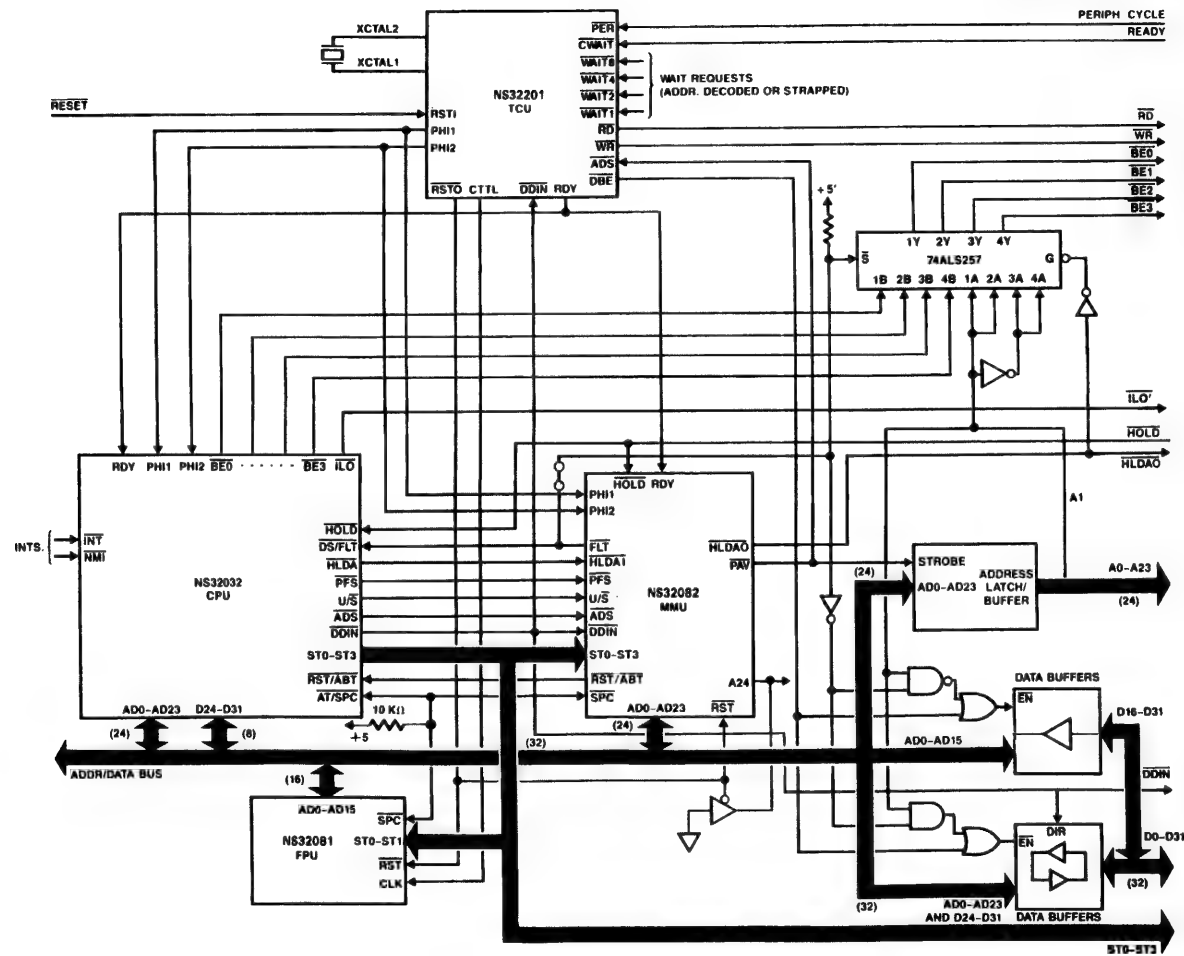 XCTAL2
XCTAL1
NS32201
TCU
PER
CWAIT
WAIT8
WAIT4
WAIT2
WAIT1
RD
WR
ADS
DBE
RSTI
PHI1
PHI2
RSTO CTTL DDIN RDY
WAIT REQUESTS
(ADDR. DECODED OR STRAPPED)
PERIPH CYCLE
READY
RESET
RD
WR
BE0
BE1
BE2
BE3
+5'
1Y 2Y 3Y 4Y
S 74ALS257 G
1B 2B 3B 4B 1A 2A 3A 4A
ILO'
HOLD
HLDAO
A1
RDY PHI1 PHI2 BE0 · · · · · · BE3 ILO
INTS.
INT
NMI
NS32032
CPU
HOLD
DS/FLT
HLDA
PFS
U/S
ADS
DDIN
ST0-ST3
RST/ABT
AT/SPC
AD0-AD23 D24-D31
(24) (8)
HOLD RDY
PHI1
PHI2
FLT
HLDAI
PFS
U/S
ADS
DDIN
ST0-ST3
RST/ABT
SPC
NS32082
MMU
HLDAO
PAV
A24
RST
AD0-AD23
(24)
10 KΩ
+5
(32)
ADDR/DATA BUS
(16)
AD0-AD15
NS32081
FPU
SPC
ST0-ST1
RST
CLK
(24)
STROBE
AD0-AD23
ADDRESS
LATCH/
BUFFER
A0-A23
(24)
DATA BUFFERS
EN
D16-D31
AD0-AD15
DDIN
DIR
EN
D0-D31
(32)
(32)
AD0-AD23
AND D24-D31
DATA BUFFERS
ST0-ST3